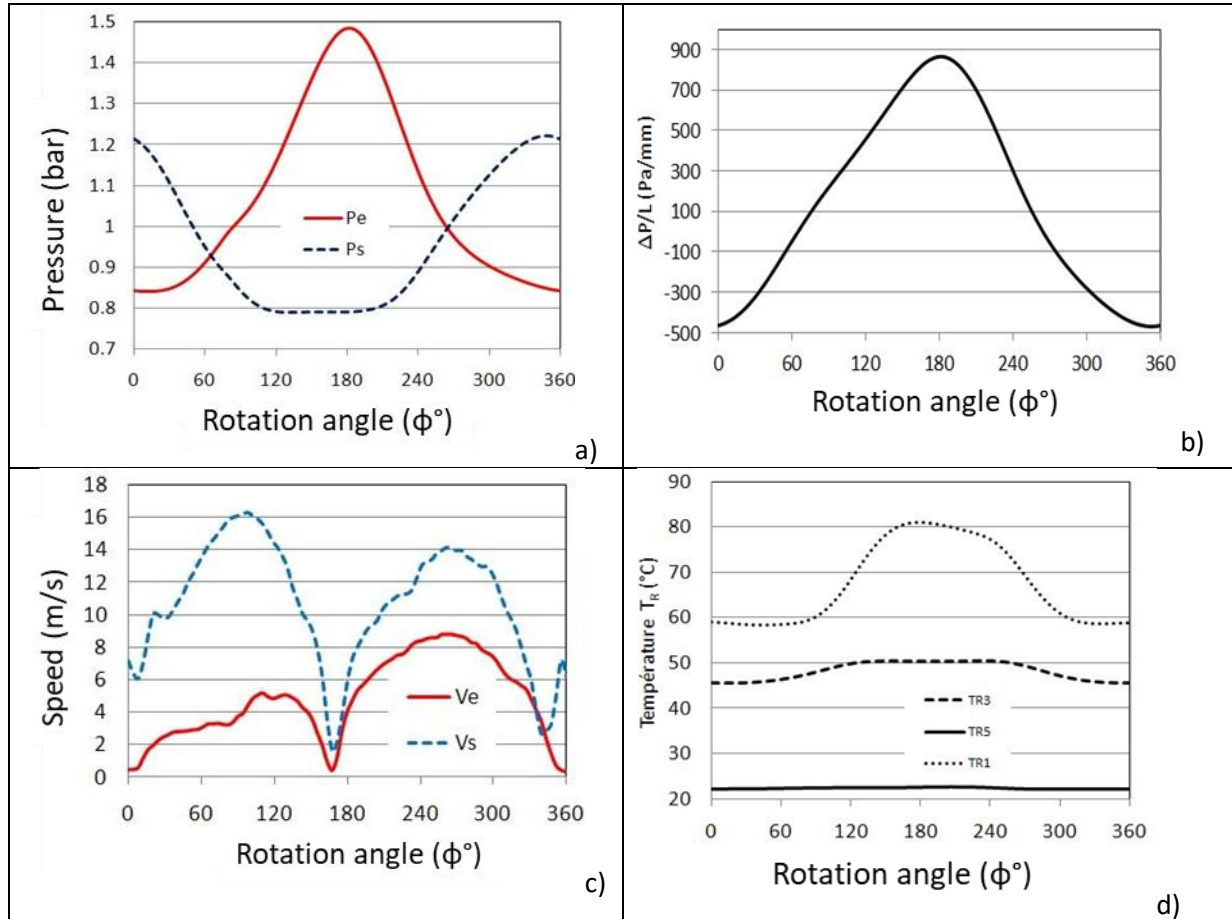 1.5
1.4
1.3
1.2
1.1
1
0.9
0.8
0.7
Pressure (bar)
Pe
Ps
0 60 120 180 240 300 360
Rotation angle (ϕ°)
a)
900
700
500
300
100
-100
-300
-500
ΔP/L (Pa/mm)
0 60 120 180 240 300 360
Rotation angle (ϕ°)
b)
18
16
14
12
10
8
6
4
2
0
Speed (m/s)
Ve
Vs
0 60 120 180 240 300 360
Rotation angle (ϕ°)
c)
90
80
70
60
50
40
30
20
Température T_R (°C)
TR3
TR5
TR1
0 60 120 180 240 300 360
Rotation angle (ϕ°)
d)